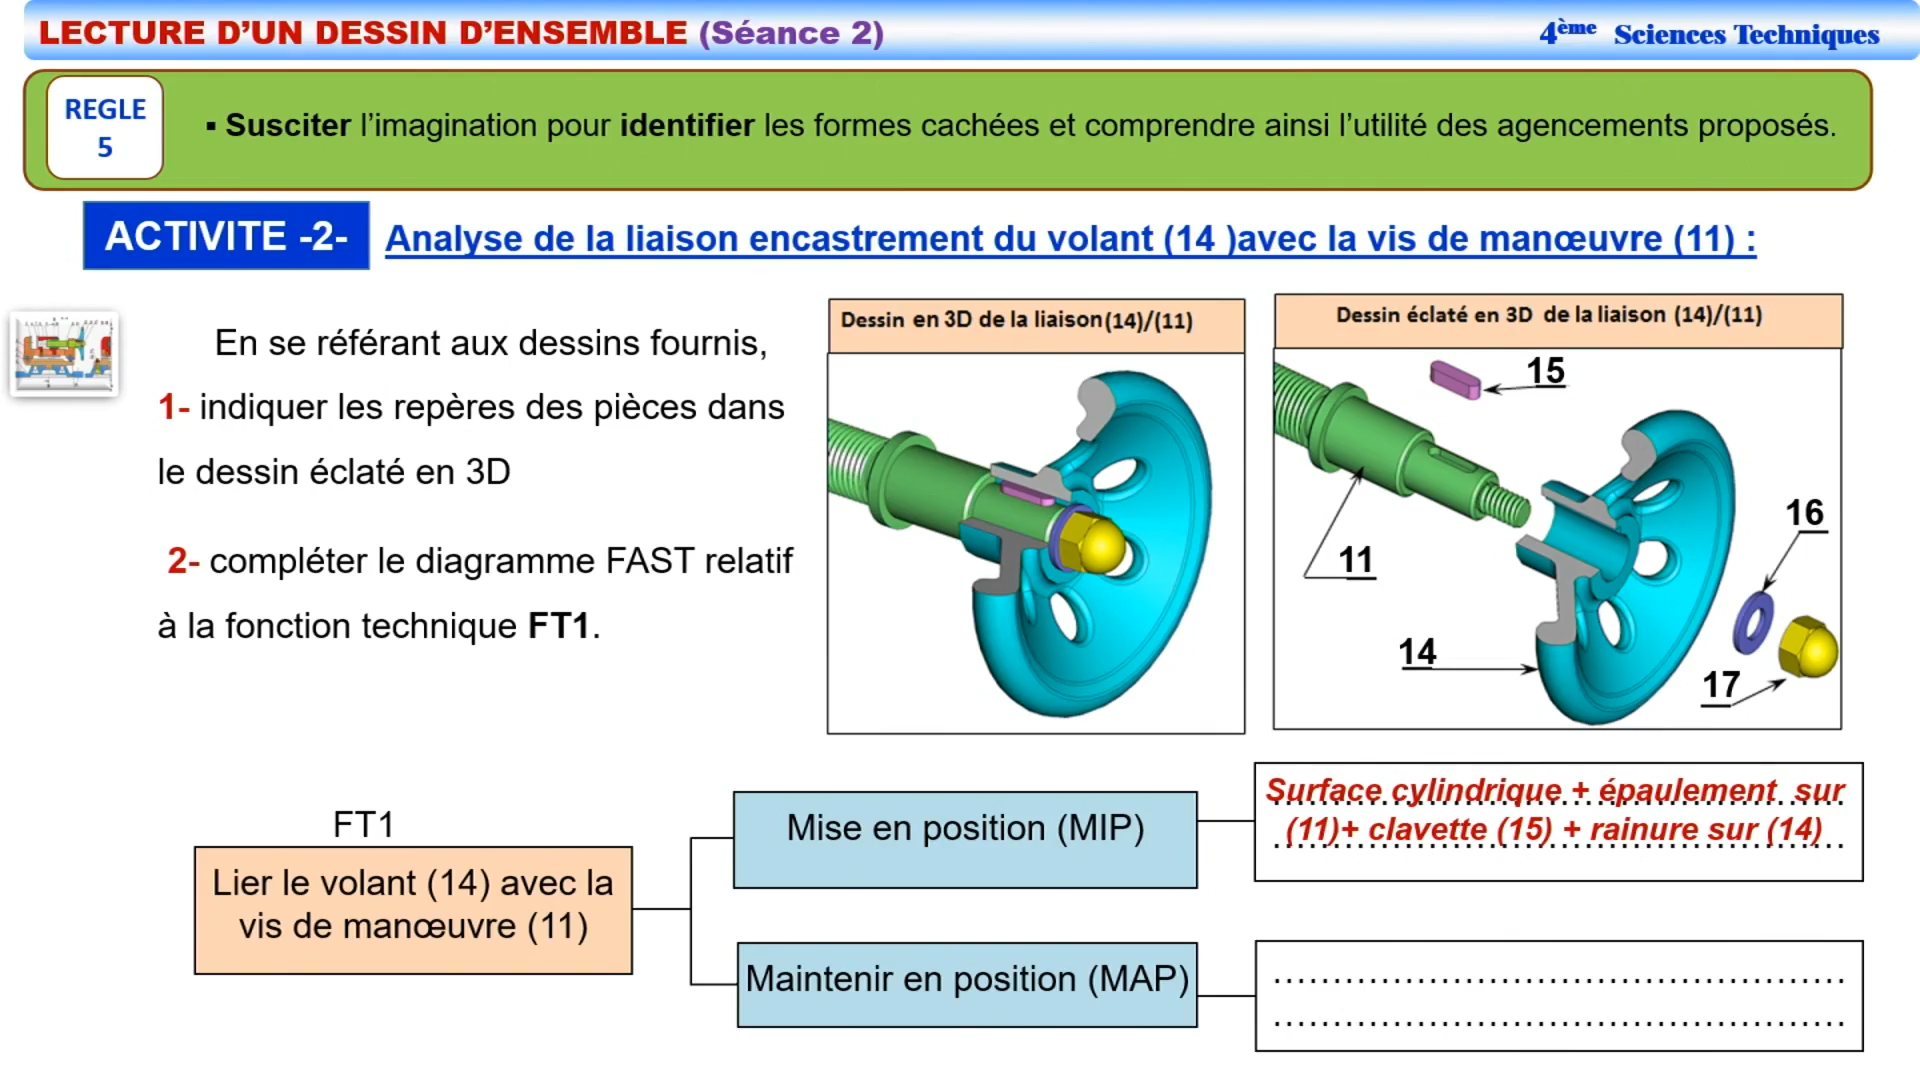 LECTURE D’UN DESSIN D’ENSEMBLE (Séance 2)
4ème Sciences Techniques
REGLE
5
▪ Susciter l’imagination pour identifier les formes cachées et comprendre ainsi l’utilité des agencements proposés.
ACTIVITE -2-
Analyse de la liaison encastrement du volant (14 )avec la vis de manœuvre (11) :
En se référant aux dessins fournis,
1- indiquer les repères des pièces dans
le dessin éclaté en 3D
2- compléter le diagramme FAST relatif
à la fonction technique FT1.
Dessin en 3D de la liaison(14)/(11)
Dessin éclaté en 3D de la liaison (14)/(11)
15
16
11
14
17
FT1
Lier le volant (14) avec la
vis de manœuvre (11)
Mise en position (MIP)
Surface cylindrique + épaulement sur
(11)+ clavette (15) + rainure sur (14)
Maintenir en position (MAP)